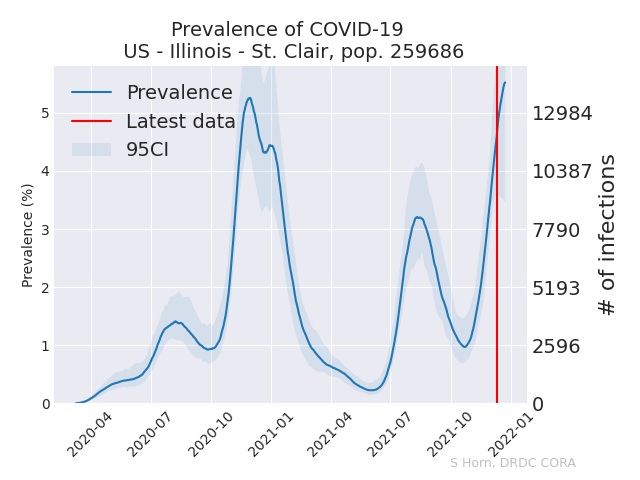 Prevalence of COVID-19
US - Illinois - St. Clair, pop. 259686
Prevalence
Latest data
95CI
Prevalence (%)
5
4
3
2
1
0
12984
10387
7790
5193
2596
0
# of infections
2020-04
2020-07
2020-10
2021-01
2021-04
2021-07
2021-10
2022-01
S Horn, DRDC CORA